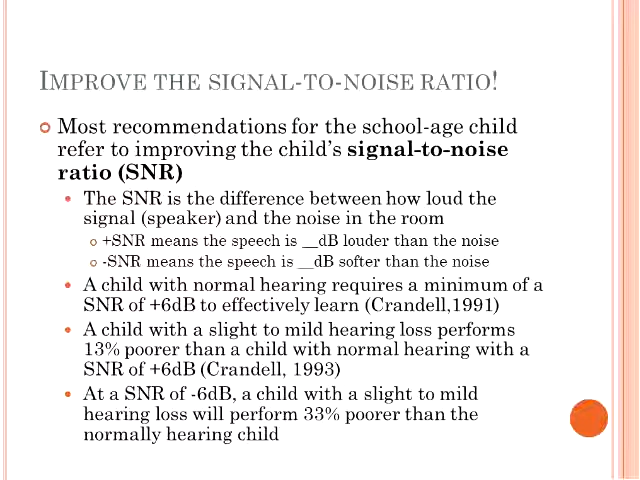 IMPROVE THE SIGNAL-TO-NOISE RATIO!
Most recommendations for the school-age child
refer to improving the child's signal-to-noise
ratio (SNR)
The SNR is the difference between how loud the
signal (speaker) and the noise in the room
+SNR means the speech is __dB louder than the noise
-SNR means the speech is __dB softer than the noise
A child with normal hearing requires a minimum of a
SNR of +6dB to effectively learn (Crandell,1991)
A child with a slight to mild hearing loss performs
13% poorer than a child with normal hearing with a
SNR of +6dB (Crandell, 1993)
At a SNR of -6dB, a child with a slight to mild
hearing loss will perform 33% poorer than the
normally hearing child